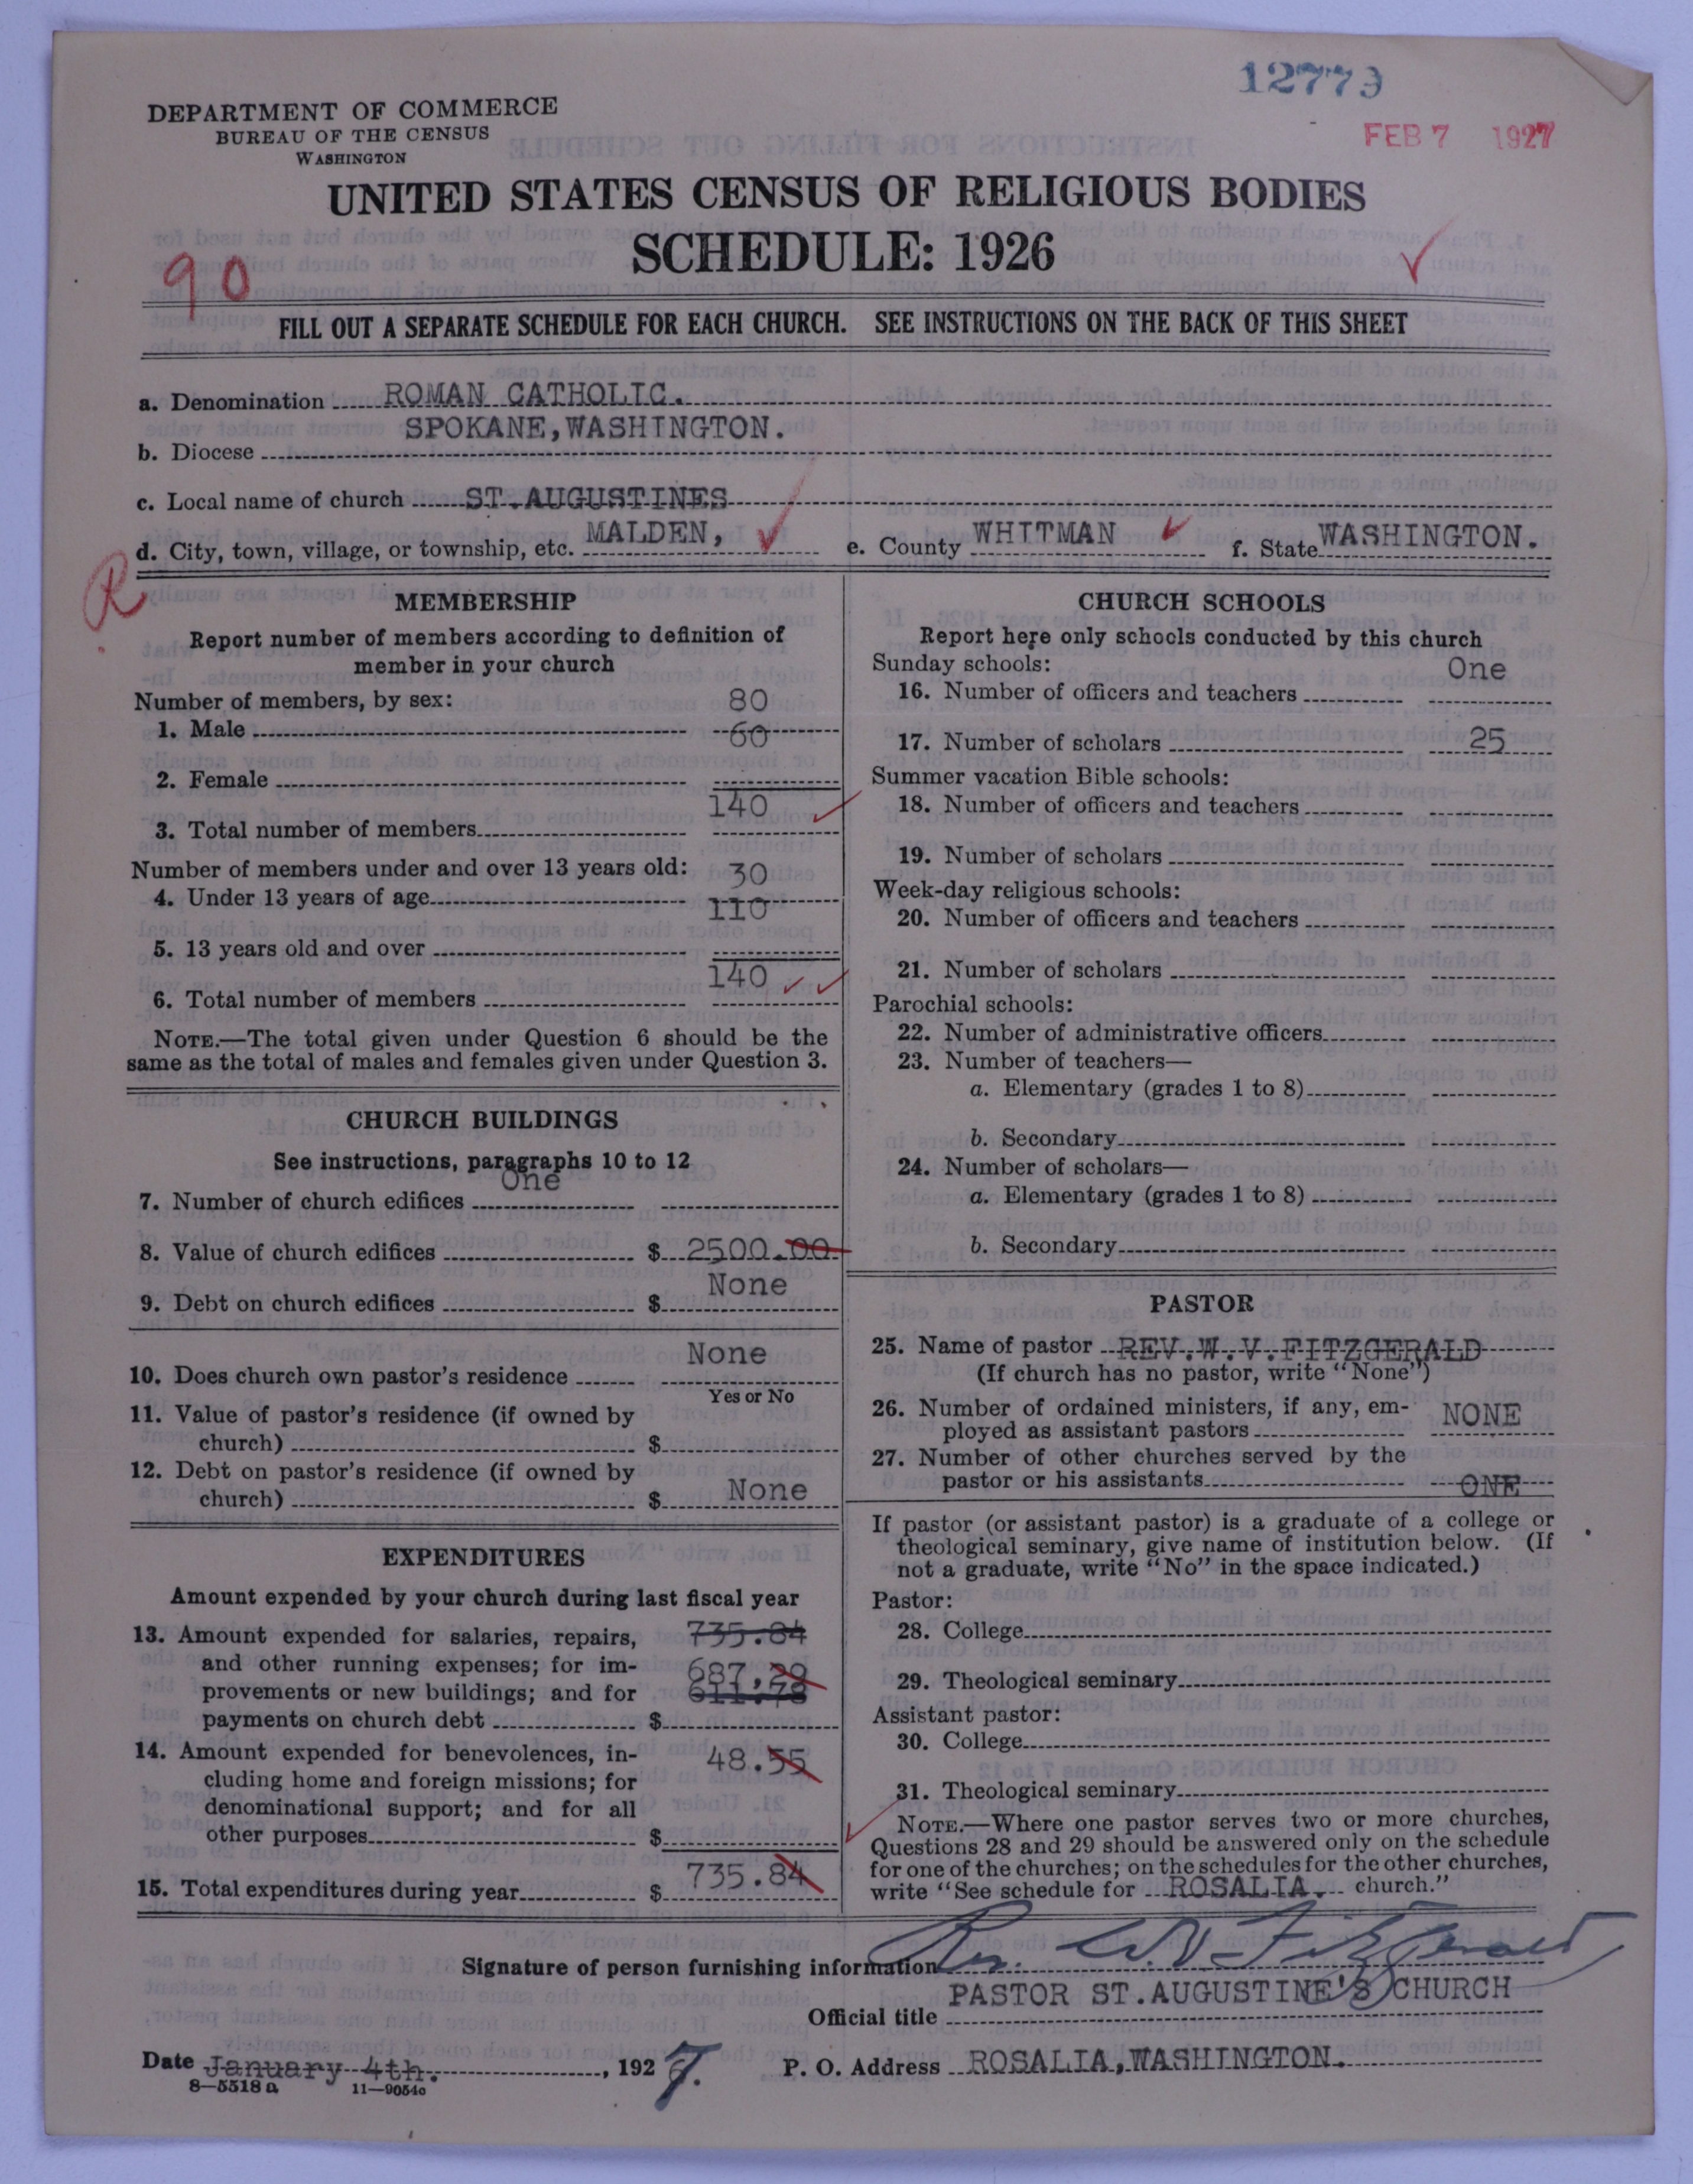 12773
FEB 7 1927
DEPARTMENT OF COMMERCE
BUREAU OF THE CENSUS
WASHINGTON
UNITED STATES CENSUS OF RELIGIOUS BODIES
SCHEDULE: 1926
90
FILL OUT A SEPARATE SCHEDULE FOR EACH CHURCH. SEE INSTRUCTIONS ON THE BACK OF THIS SHEET
a. Denomination ROMAN CATHOLIC.
SPOKANE, WASHINGTON.
b. Diocese
c. Local name of church ST. AUGUSTINES
d. City, town, village, or township, etc. MALDEN, e. County WHITMAN f. State WASHINGTON.
R
MEMBERSHIP
Report number of members according to definition of
member in your church
Number of members, by sex: 80
1. Male 60
2. Female
140
3. Total number of members
Number of members under and over 13 years old: 30
4. Under 13 years of age 110
5. 13 years old and over
140
6. Total number of members
NOTE.—The total given under Question 6 should be the
same as the total of males and females given under Question 3.
CHURCH BUILDINGS
See instructions, paragraphs 10 to 12
One
7. Number of church edifices
8. Value of church edifices $ 2500.00
None
9. Debt on church edifices $
None
10. Does church own pastor's residence
Yes or No
11. Value of pastor's residence (if owned by
church) $
12. Debt on pastor's residence (if owned by
church) $ None
EXPENDITURES
Amount expended by your church during last fiscal year
13. Amount expended for salaries, repairs, 735.84
and other running expenses; for im- 687.29
provements or new buildings; and for 611.78
payments on church debt $
14. Amount expended for benevolences, in- 48.55
cluding home and foreign missions; for
denominational support; and for all
other purposes $
15. Total expenditures during year $ 735.84
CHURCH SCHOOLS
Report here only schools conducted by this church
Sunday schools: One
16. Number of officers and teachers
17. Number of scholars 25
Summer vacation Bible schools:
18. Number of officers and teachers
19. Number of scholars
Week-day religious schools:
20. Number of officers and teachers
21. Number of scholars
Parochial schools:
22. Number of administrative officers
23. Number of teachers—
a. Elementary (grades 1 to 8)
b. Secondary
24. Number of scholars—
a. Elementary (grades 1 to 8)
b. Secondary
PASTOR
25. Name of pastor REV. W. V. FITZGERALD
(If church has no pastor, write "None")
26. Number of ordained ministers, if any, em- NONE
ployed as assistant pastors
27. Number of other churches served by the
pastor or his assistants ONE
If pastor (or assistant pastor) is a graduate of a college or
theological seminary, give name of institution below. (If
not a graduate, write "No" in the space indicated.)
Pastor:
28. College
29. Theological seminary
Assistant pastor:
30. College
31. Theological seminary
NOTE.—Where one pastor serves two or more churches,
Questions 28 and 29 should be answered only on the schedule
for one of the churches; on the schedules for the other churches,
write "See schedule for ROSALIA. church."
Signature of person furnishing information Rev. W V Fitzgerald
Official title PASTOR ST. AUGUSTINE'S CHURCH
Date January 4th. , 1927. P. O. Address ROSALIA, WASHINGTON.
8—5518 a 11—9054c